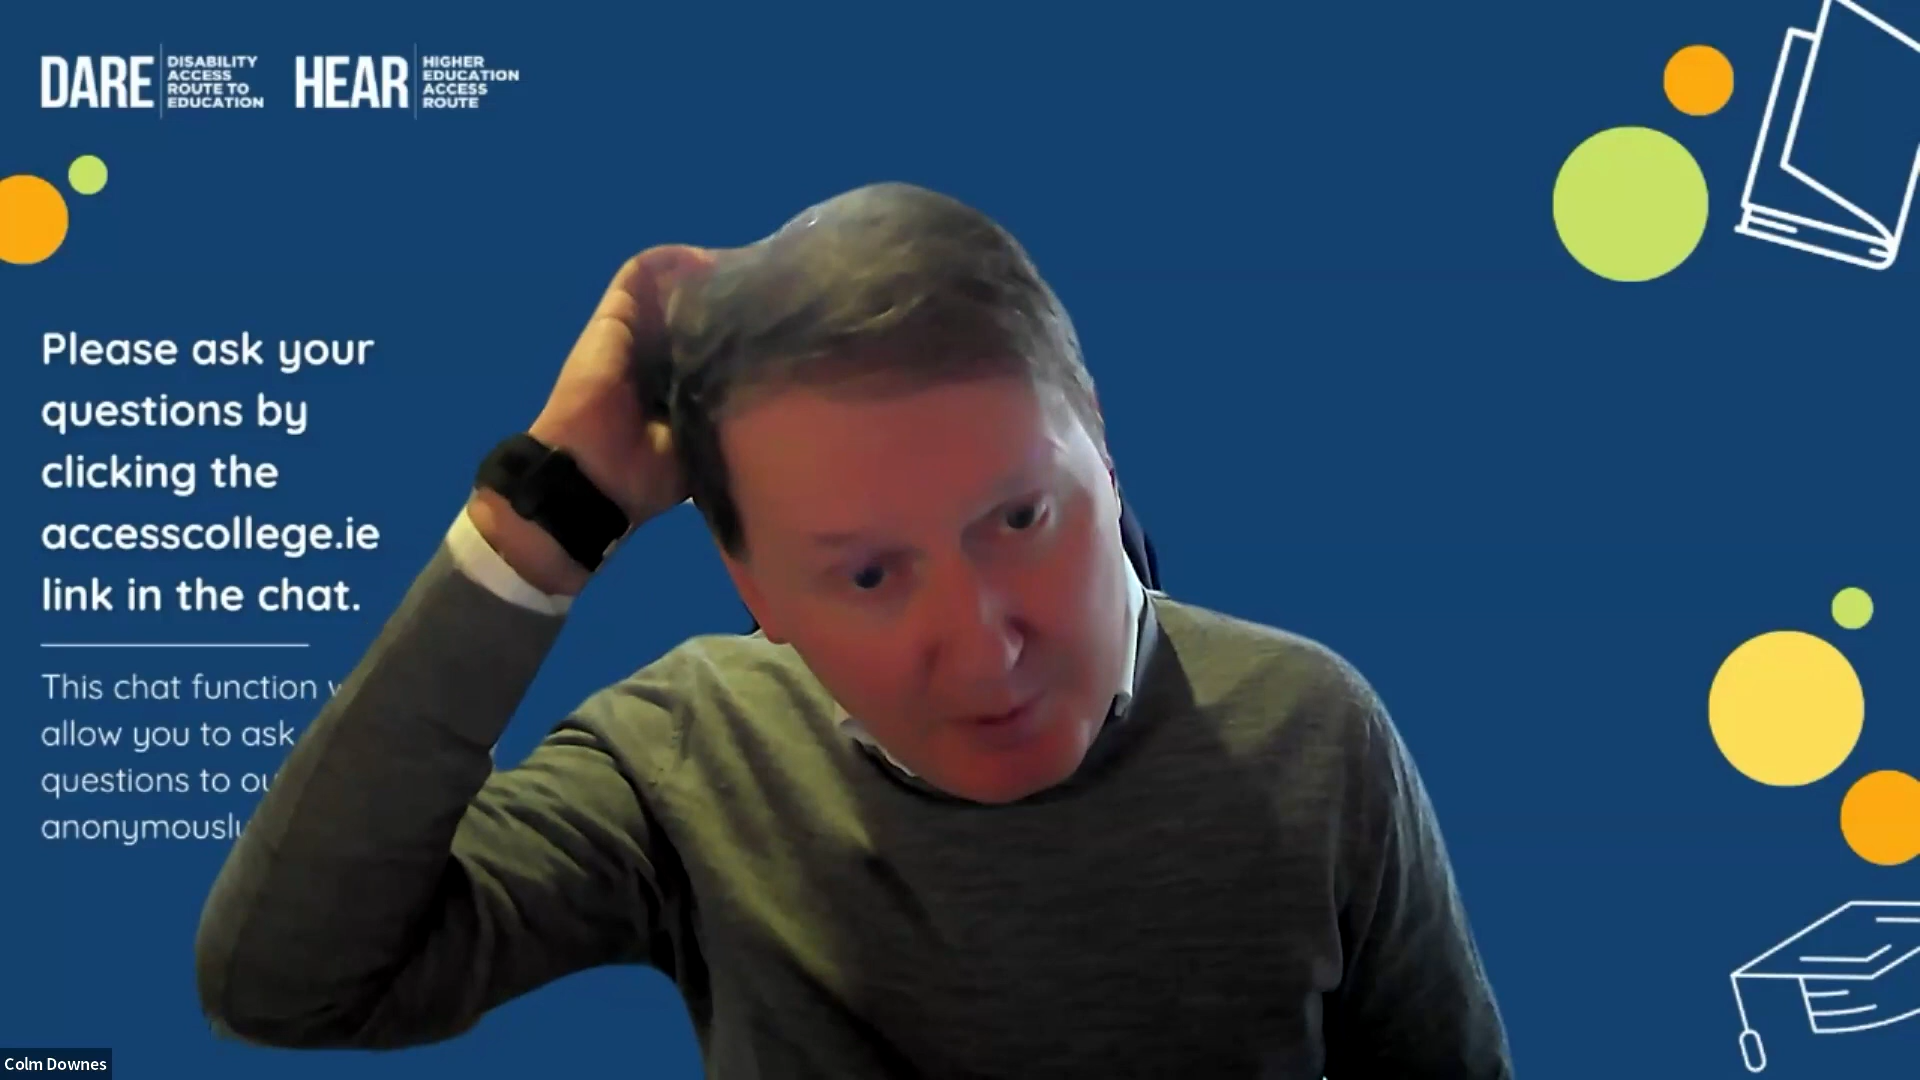 DARE
DISABILITY
ACCESS
ROUTE TO
EDUCATION
HEAR
HIGHER
EDUCATION
ACCESS
ROUTE
Please ask your
questions by
clicking the
accesscollege.ie
link in the chat.
This chat function
allow you to ask
questions to
Colm Downes